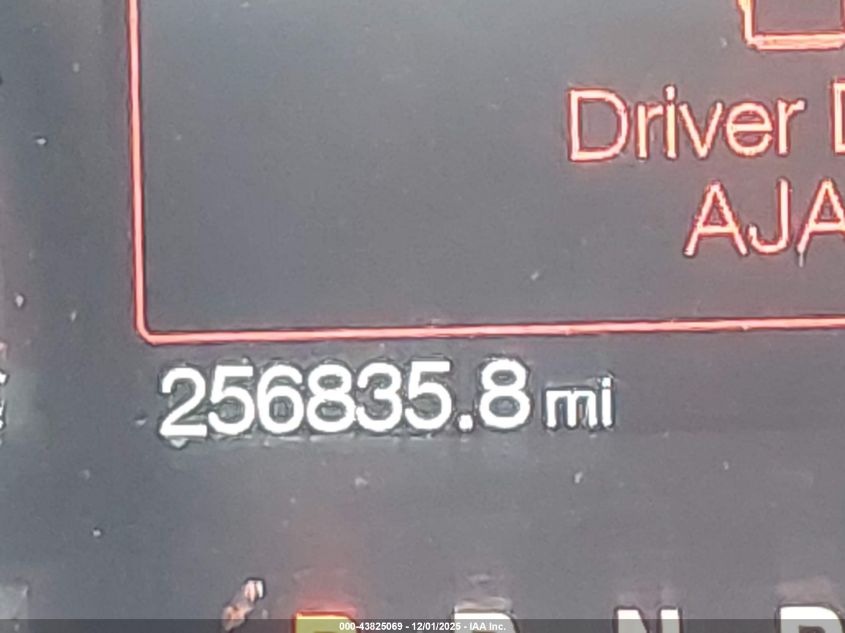 Driver D
AJA
256835.8 mi
P R N D
000-43825069 - 12/01/2025 - IAA Inc.